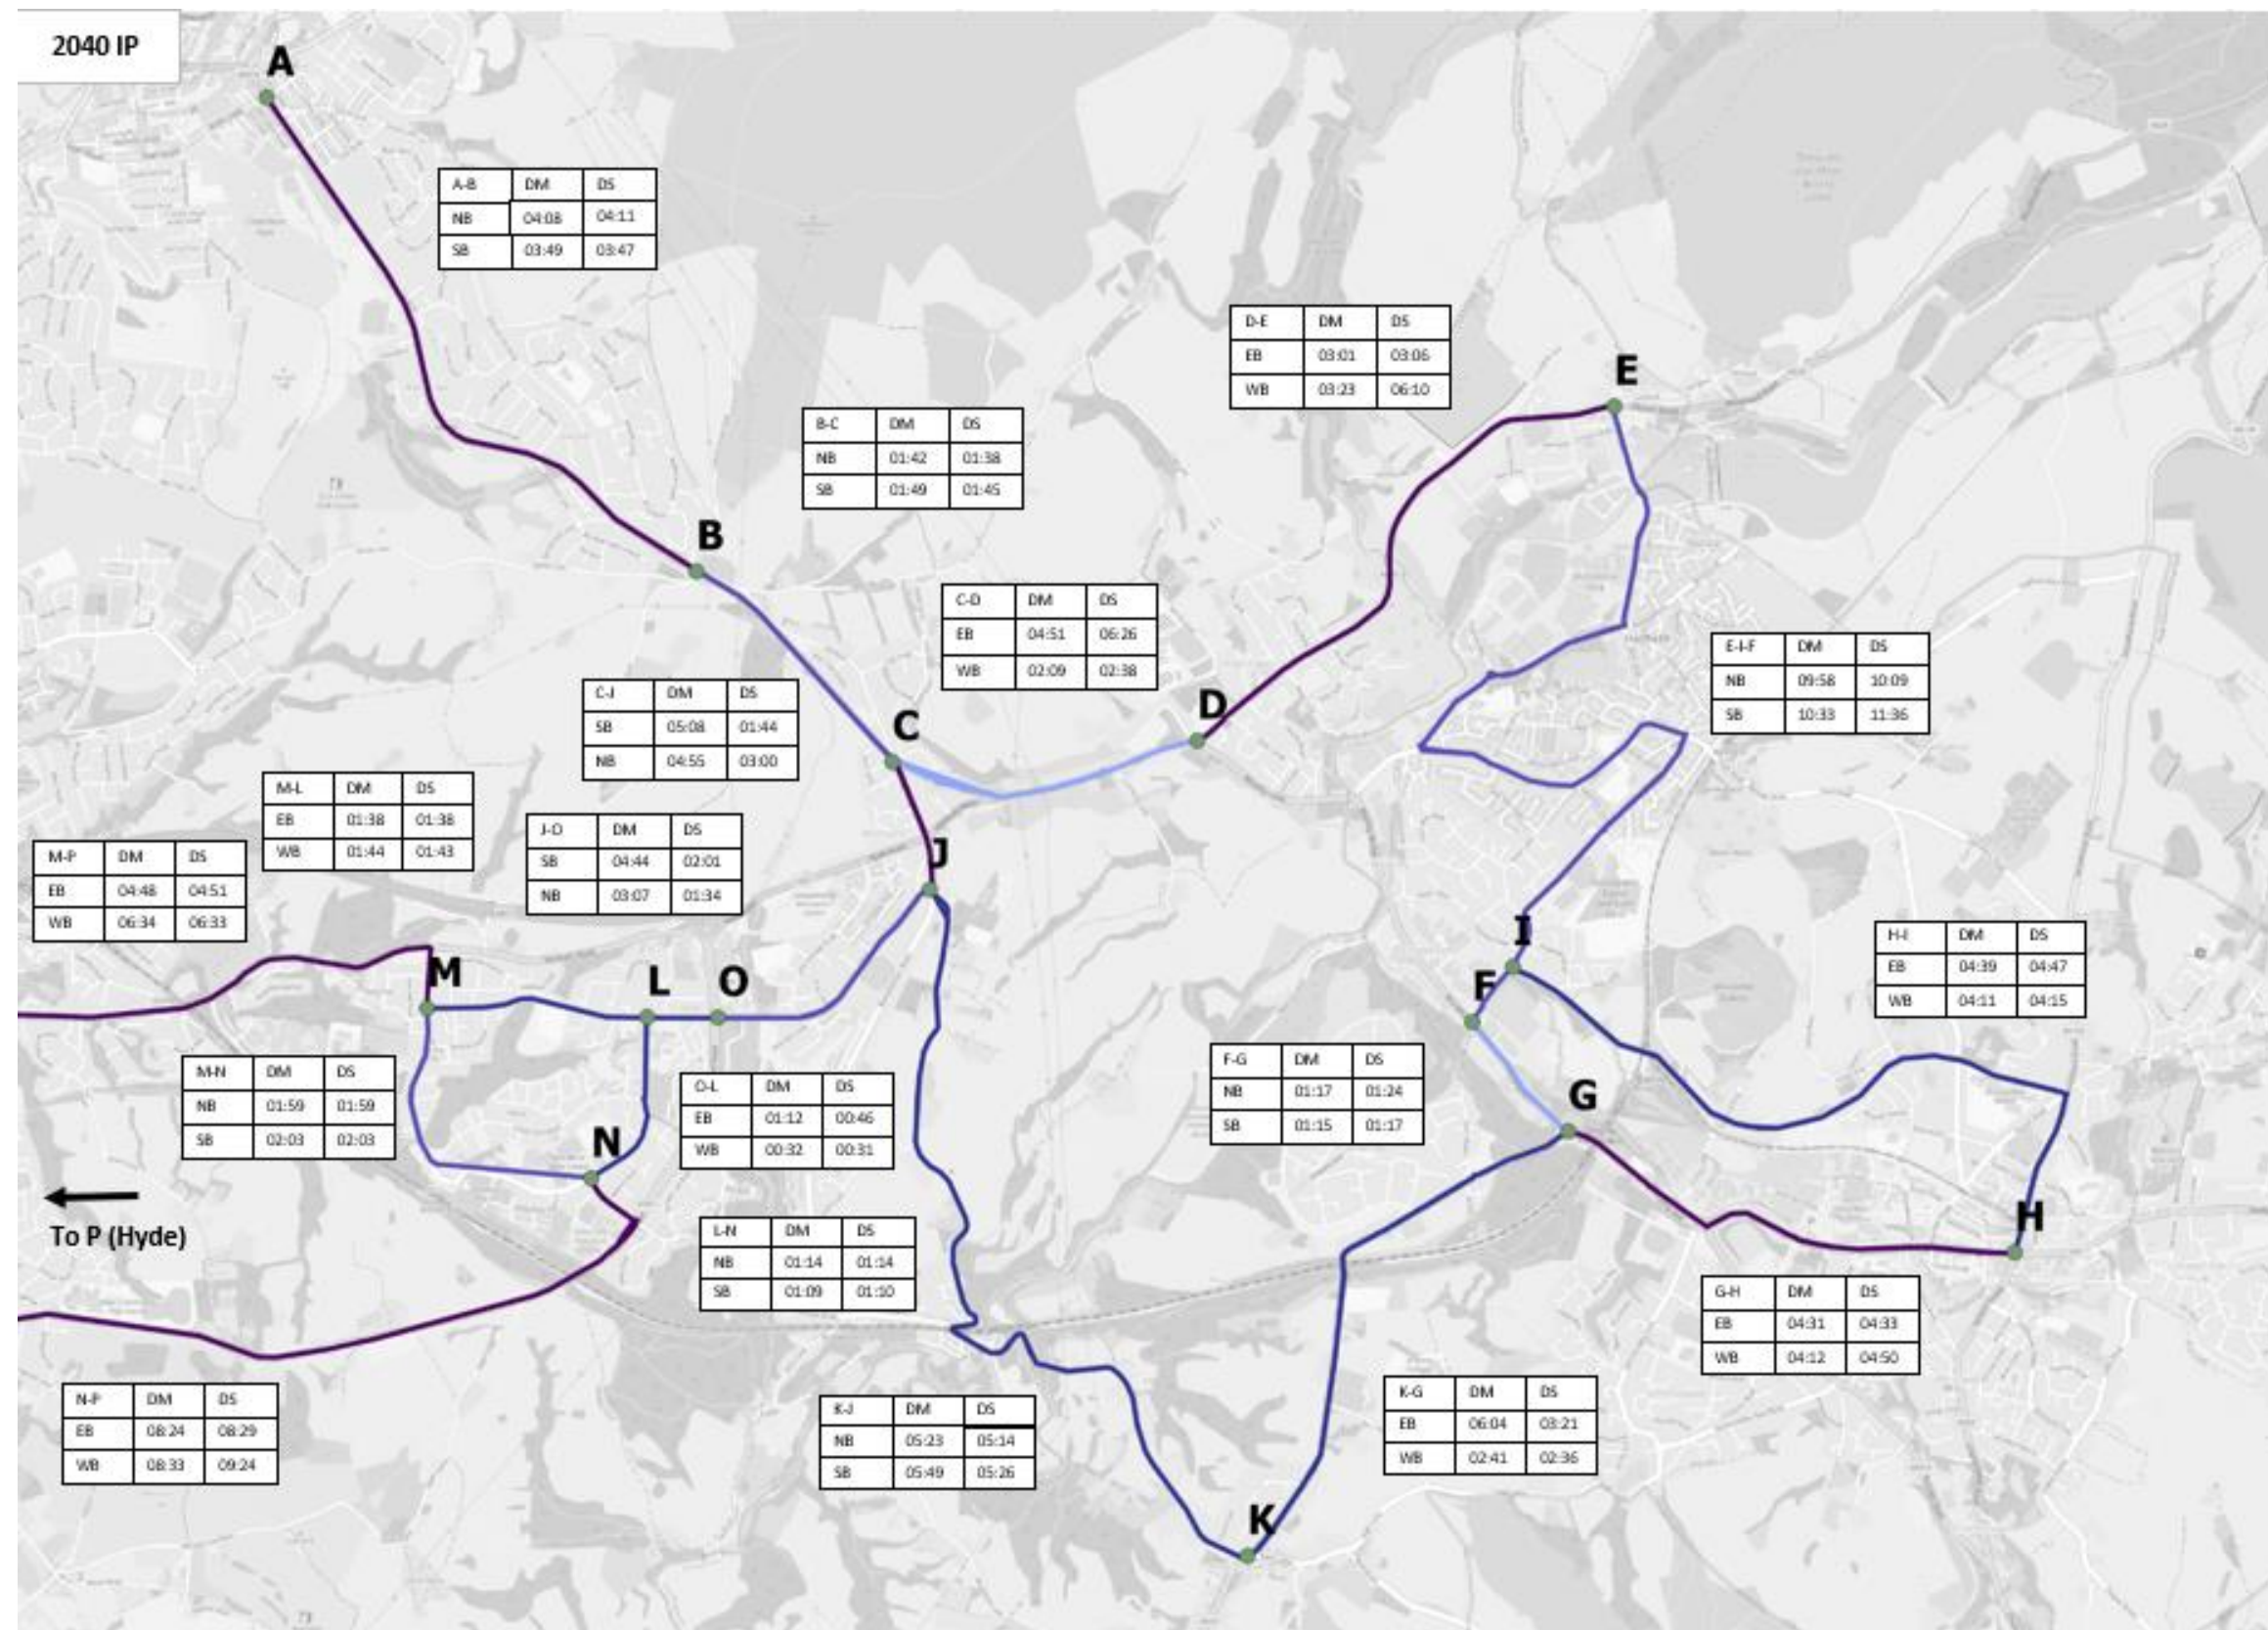 2040 IP
A
A-B DM DS
NB 04:08 04:11
SB 03:49 03:47
D-E DM DS
EB 03:01 03:06
WB 03:23 06:10
E
B-C DM DS
NB 01:42 01:38
SB 01:49 01:45
B
C-D DM DS
EB 04:51 06:26
WB 02:09 02:38
E-I-F DM DS
NB 09:58 10:09
SB 10:33 11:36
C-J DM DS
SB 05:08 01:44
NB 04:55 03:00
C
D
M-L DM DS
EB 01:38 01:38
WB 01:44 01:43
J-O DM DS
SB 04:44 02:01
NB 03:07 01:34
J
M-P DM DS
EB 04:48 04:51
WB 06:34 06:33
I
H-I DM DS
EB 04:39 04:47
WB 04:11 04:15
M
L
O
F
M-N DM DS
NB 01:59 01:59
SB 02:03 02:03
F-G DM DS
NB 01:17 01:24
SB 01:15 01:17
O-L DM DS
EB 01:12 00:46
WB 00:32 00:31
G
N
To P (Hyde)
L-N DM DS
NB 01:14 01:14
SB 01:09 01:10
H
G-H DM DS
EB 04:31 04:33
WB 04:12 04:50
N-P DM DS
EB 08:24 08:29
WB 08:33 09:24
K-J DM DS
NB 05:23 05:14
SB 05:49 05:26
K-G DM DS
EB 06:04 03:21
WB 02:41 02:36
K